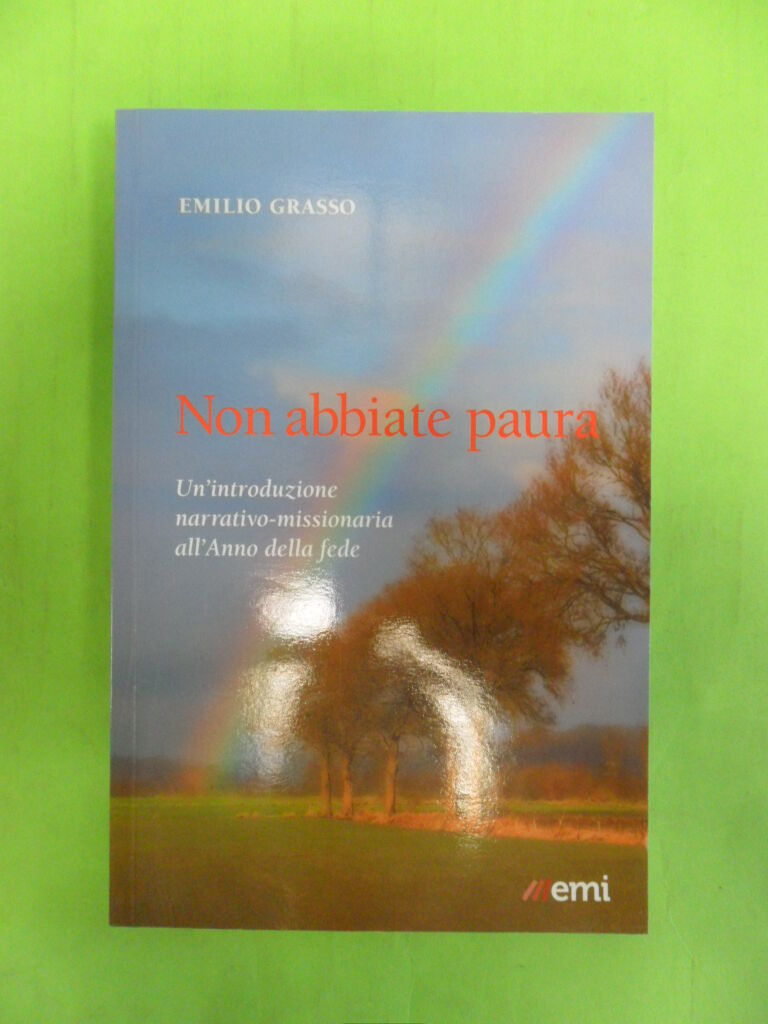 EMILIO GRASSO
Non abbiate paura
Un'introduzione
narrativo-missionaria
all'Anno della fede
emi